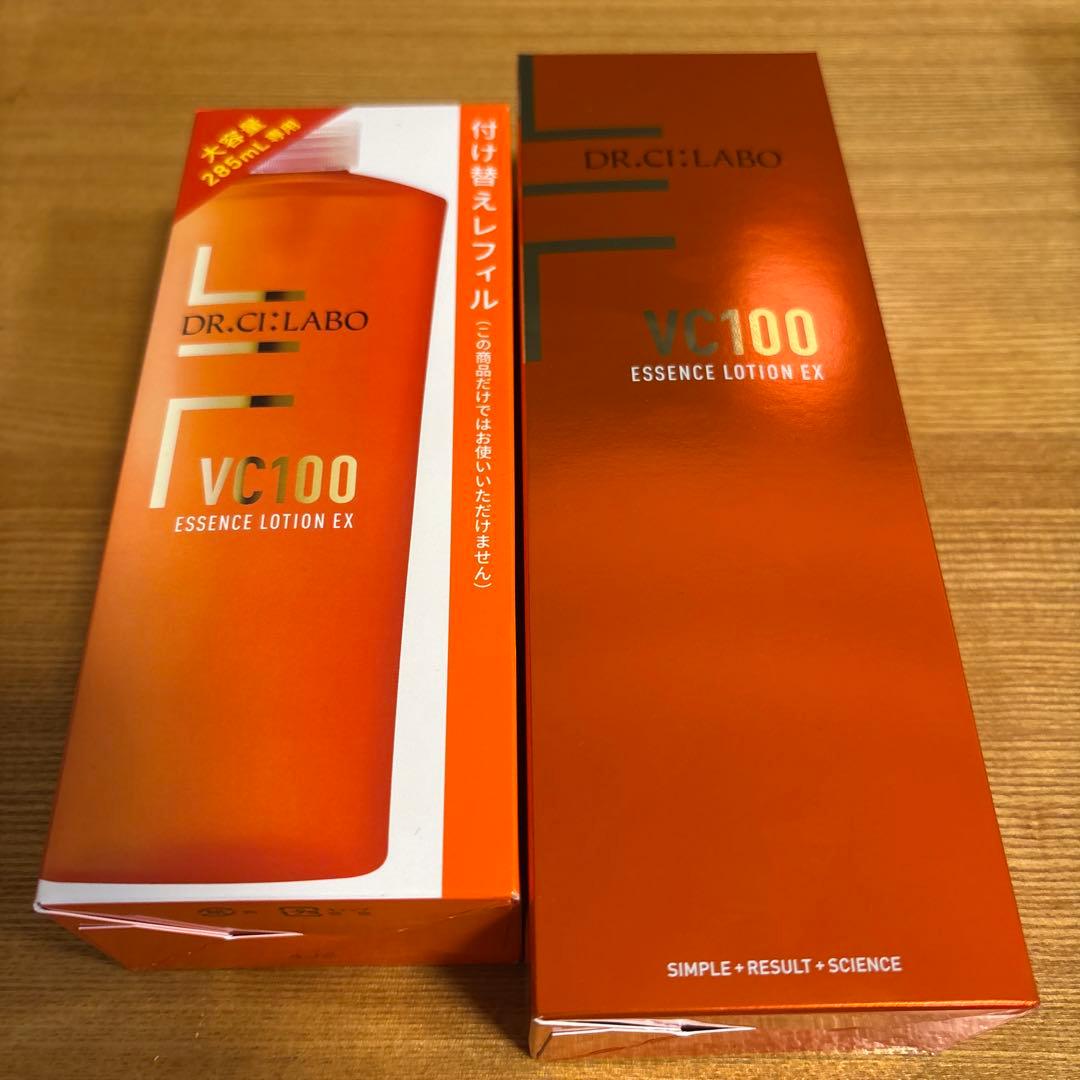 大容量
285mL専用
DR.CI:LABO
VC100
ESSENCE LOTION EX
付け替えレフィル
(この商品だけではお使いいただけません)
DR.CI:LABO
VC100
ESSENCE LOTION EX
SIMPLE+RESULT+SCIENCE